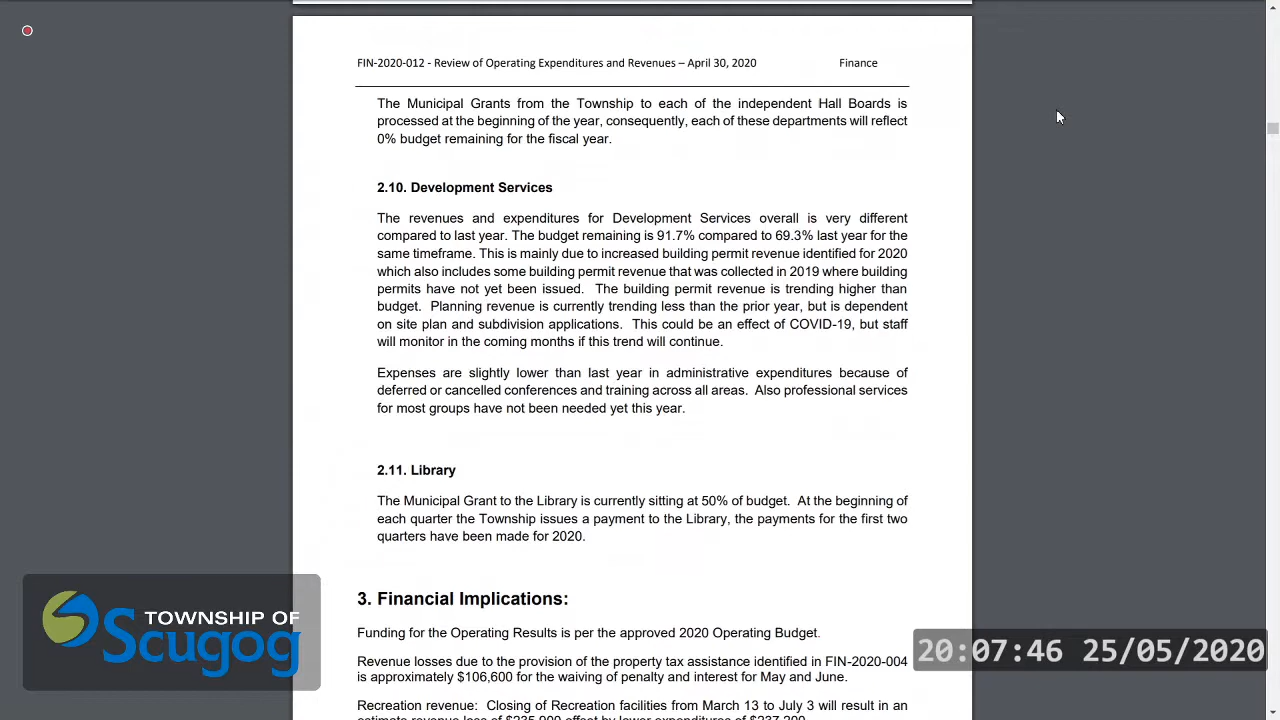 FIN-2020-012 - Review of Operating Expenditures and Revenues – April 30, 2020 Finance
The Municipal Grants from the Township to each of the independent Hall Boards is
processed at the beginning of the year, consequently, each of these departments will reflect
0% budget remaining for the fiscal year.
2.10. Development Services
The revenues and expenditures for Development Services overall is very different
compared to last year. The budget remaining is 91.7% compared to 69.3% last year for the
same timeframe. This is mainly due to increased building permit revenue identified for 2020
which also includes some building permit revenue that was collected in 2019 where building
permits have not yet been issued. The building permit revenue is trending higher than
budget. Planning revenue is currently trending less than the prior year, but is dependent
on site plan and subdivision applications. This could be an effect of COVID-19, but staff
will monitor in the coming months if this trend will continue.
Expenses are slightly lower than last year in administrative expenditures because of
deferred or cancelled conferences and training across all areas. Also professional services
for most groups have not been needed yet this year.
2.11. Library
The Municipal Grant to the Library is currently sitting at 50% of budget. At the beginning of
each quarter the Township issues a payment to the Library, the payments for the first two
quarters have been made for 2020.
3. Financial Implications:
Funding for the Operating Results is per the approved 2020 Operating Budget.
Revenue losses due to the provision of the property tax assistance identified in FIN-2020-004
is approximately $106,600 for the waiving of penalty and interest for May and June.
Recreation revenue: Closing of Recreation facilities from March 13 to July 3 will result in an
estimate revenue loss of $235,000 offset by lower expenditures of $237,200
TOWNSHIP OF
Scugog
20:07:46 25/05/2020